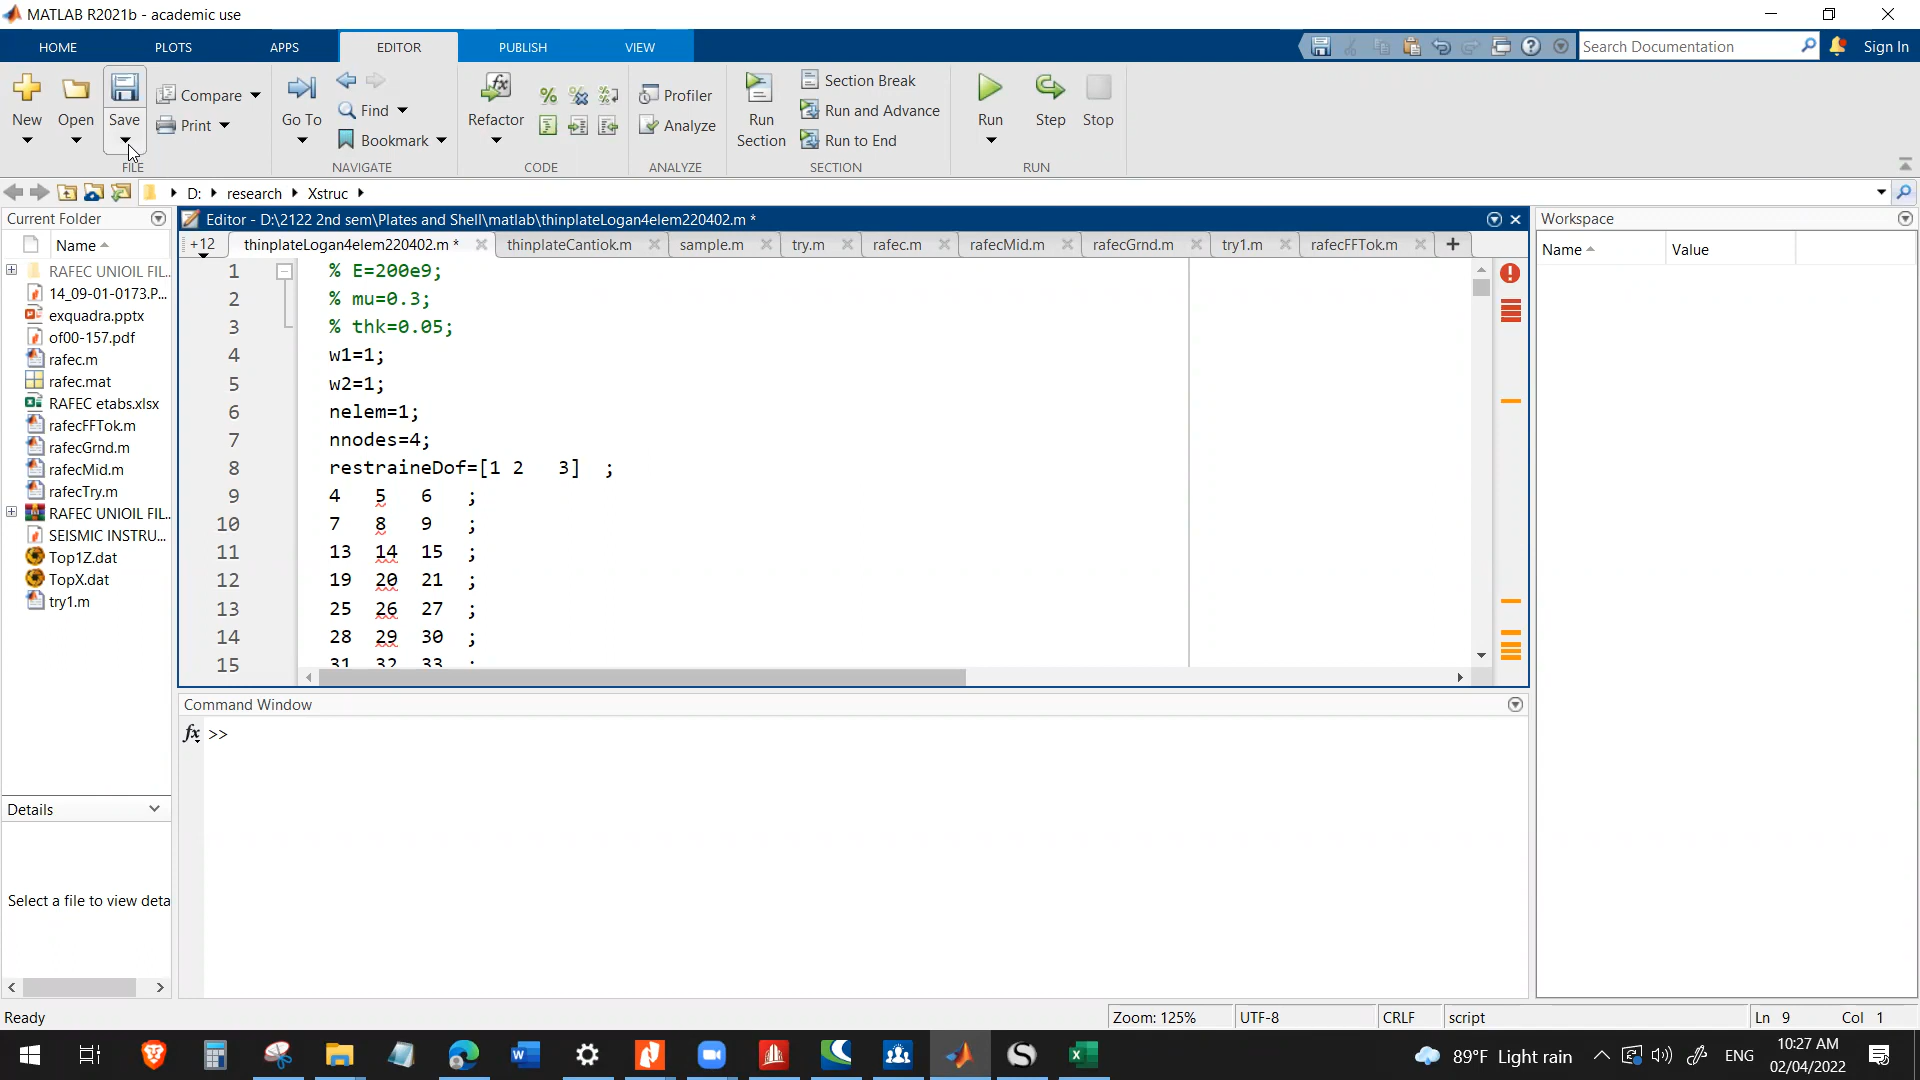 MATLAB R2021b - academic use
HOME PLOTS APPS EDITOR PUBLISH VIEW
Search Documentation
Sign In
New
Open
Save
Compare
Print
FILE
Go To
Find
Bookmark
NAVIGATE
Refactor
CODE
Profiler
Analyze
ANALYZE
Run
Section
Section Break
Run and Advance
Run to End
SECTION
Run
Step
Stop
RUN
D: research Xstruc
Current Folder
Name
RAFEC UNIOIL FIL...
14_09-01-0173.P...
exquadra.pptx
of00-157.pdf
rafec.m
rafec.mat
RAFEC etabs.xlsx
rafecFFTok.m
rafecGrnd.m
rafecMid.m
rafecTry.m
RAFEC UNIOIL FIL...
SEISMIC INSTRU...
Top1Z.dat
TopX.dat
try1.m
Details
Select a file to view deta
Editor - D:\2122 2nd sem\Plates and Shell\matlab\thinplateLogan4elem220402.m *
+12 thinplateLogan4elem220402.m * thinplateCantiok.m sample.m try.m rafec.m rafecMid.m rafecGrnd.m try1.m rafecFFTok.m
1 % E=200e9;
2 % mu=0.3;
3 % thk=0.05;
4 w1=1;
5 w2=1;
6 nelem=1;
7 nnodes=4;
8 restraineDof=[1 2 3] ;
9 4 5 6 ;
10 7 8 9 ;
11 13 14 15 ;
12 19 20 21 ;
13 25 26 27 ;
14 28 29 30 ;
15 31 32 33 ;
Command Window
fx >>
Workspace
Name Value
Ready
Zoom: 125% UTF-8 CRLF script Ln 9 Col 1
89°F Light rain
ENG
10:27 AM
02/04/2022